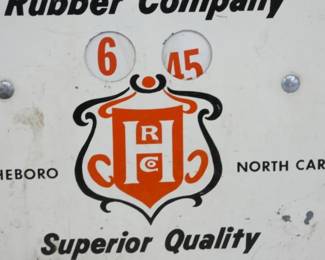 Rubber Company
6 45
H R CO
HEBORO NORTH CAR
Superior Quality